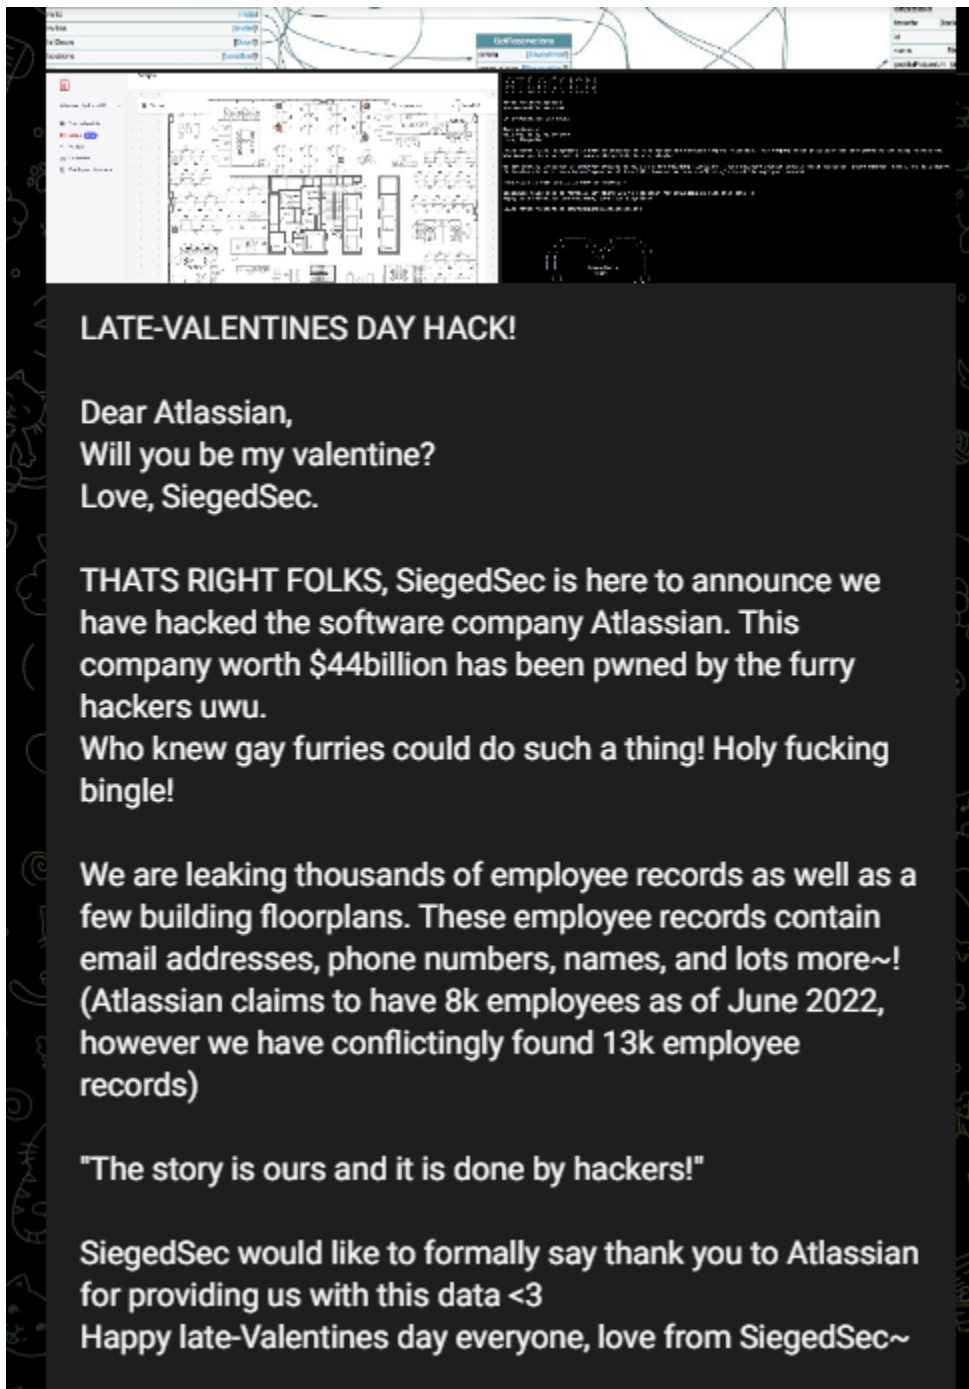 GetReservations
ATLASSIAN
LATE-VALENTINES DAY HACK!
Dear Atlassian,
Will you be my valentine?
Love, SiegedSec.
THATS RIGHT FOLKS, SiegedSec is here to announce we
have hacked the software company Atlassian. This
company worth $44billion has been pwned by the furry
hackers uwu.
Who knew gay furries could do such a thing! Holy fucking
bingle!
We are leaking thousands of employee records as well as a
few building floorplans. These employee records contain
email addresses, phone numbers, names, and lots more~!
(Atlassian claims to have 8k employees as of June 2022,
however we have conflictingly found 13k employee
records)
"The story is ours and it is done by hackers!"
SiegedSec would like to formally say thank you to Atlassian
for providing us with this data <3
Happy late-Valentines day everyone, love from SiegedSec~